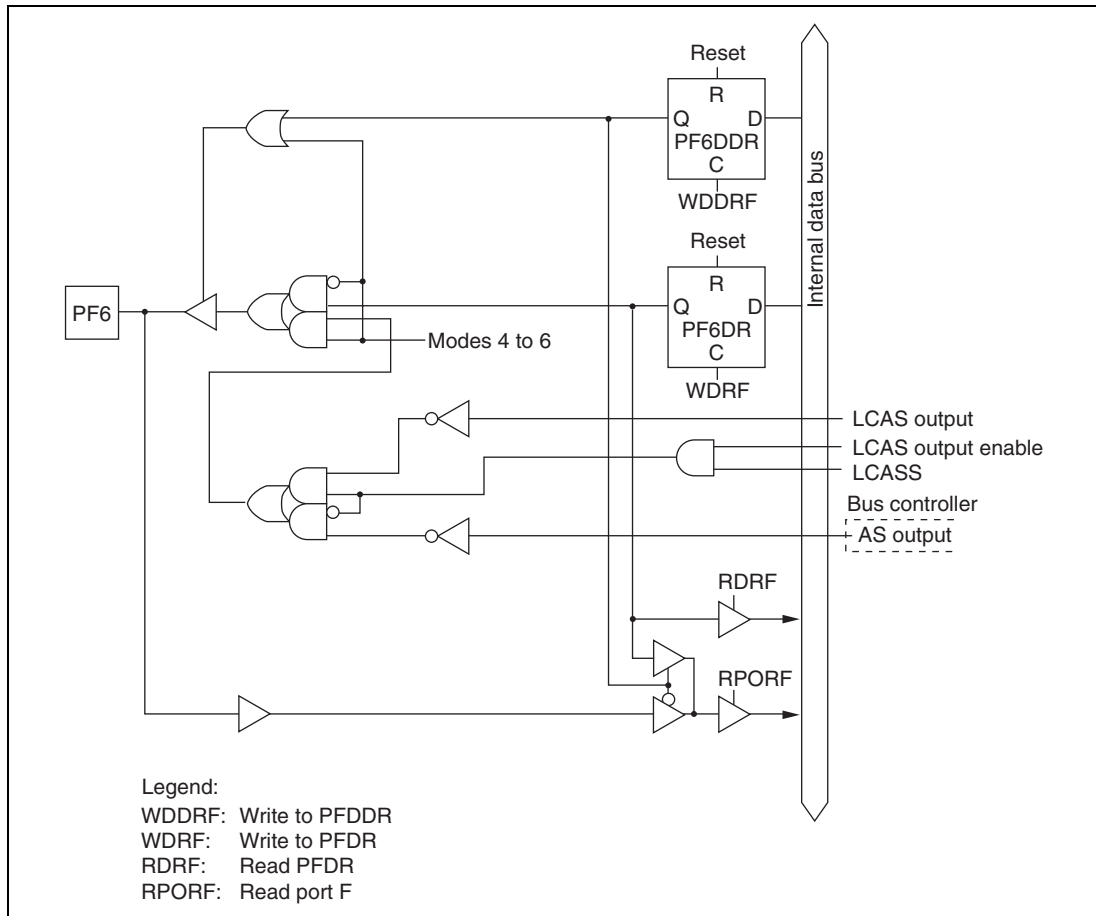 Reset
R
Q D
PF6DDR
C
WDDRF
Internal data bus
Reset
R
Q D
PF6DR
C
WDRF
PF6
Modes 4 to 6
LCAS output
LCAS output enable
LCASS
Bus controller
AS output
RDRF
RPORF
Legend:
WDDRF: Write to PFDDR
WDRF: Write to PFDR
RDRF: Read PFDR
RPORF: Read port F